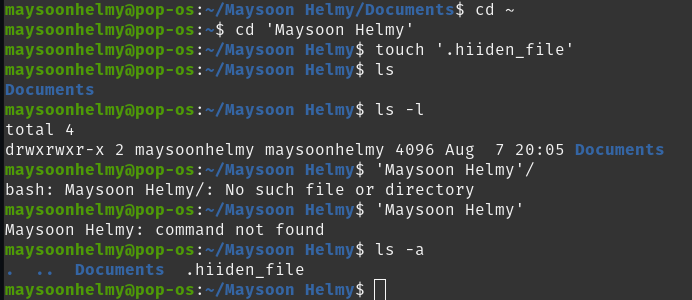 maysoonhelmy@pop-os:~/Maysoon Helmy/Documents$ cd ~
maysoonhelmy@pop-os:~$ cd 'Maysoon Helmy'
maysoonhelmy@pop-os:~/Maysoon Helmy$ touch '.hiiden_file'
maysoonhelmy@pop-os:~/Maysoon Helmy$ ls
Documents
maysoonhelmy@pop-os:~/Maysoon Helmy$ ls -l
total 4
drwxrwxr-x 2 maysoonhelmy maysoonhelmy 4096 Aug  7 20:05 Documents
maysoonhelmy@pop-os:~/Maysoon Helmy$ 'Maysoon Helmy'/
bash: Maysoon Helmy/: No such file or directory
maysoonhelmy@pop-os:~/Maysoon Helmy$ 'Maysoon Helmy'
Maysoon Helmy: command not found
maysoonhelmy@pop-os:~/Maysoon Helmy$ ls -a
.  ..  Documents  .hiiden_file
maysoonhelmy@pop-os:~/Maysoon Helmy$